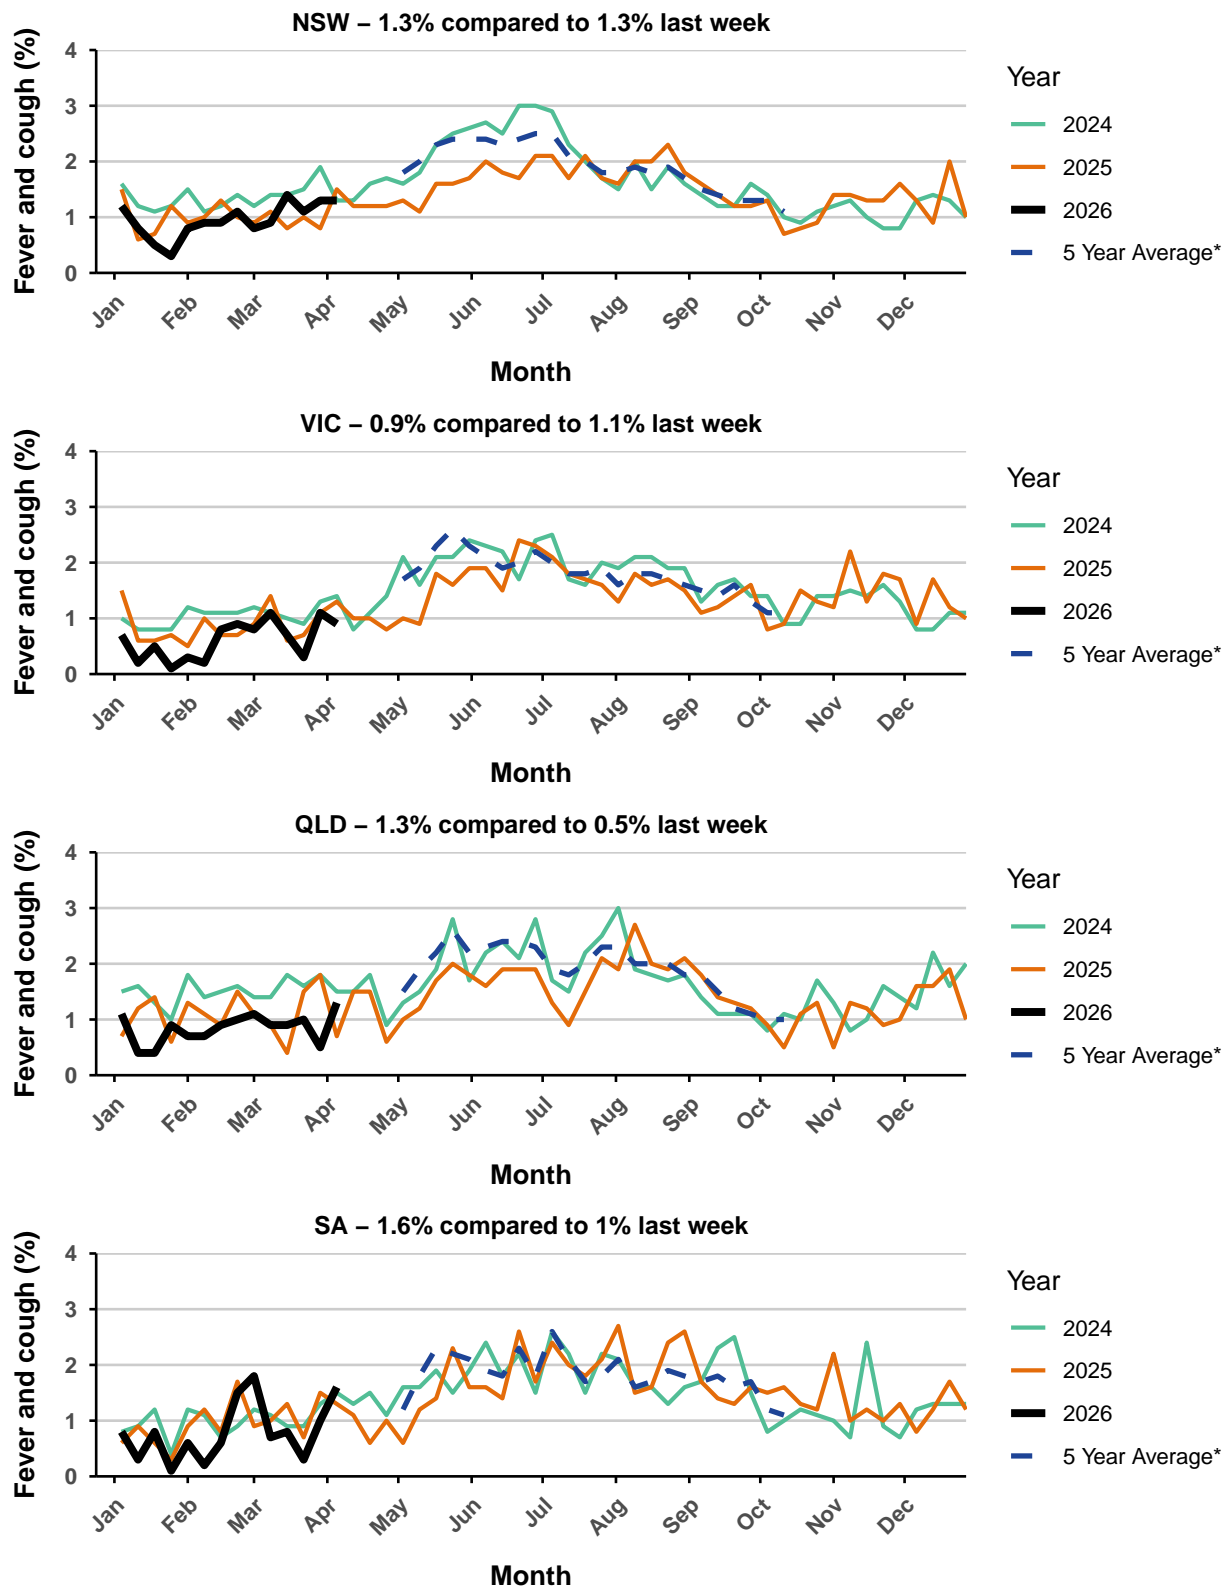 NSW – 1.3% compared to 1.3% last week
Fever and cough (%)
4
3
2
1
0
Jan Feb Mar Apr May Jun Jul Aug Sep Oct Nov Dec
Month
Year
2024
2025
2026
5 Year Average*
VIC – 0.9% compared to 1.1% last week
Fever and cough (%)
4
3
2
1
0
Jan Feb Mar Apr May Jun Jul Aug Sep Oct Nov Dec
Month
Year
2024
2025
2026
5 Year Average*
QLD – 1.3% compared to 0.5% last week
Fever and cough (%)
4
3
2
1
0
Jan Feb Mar Apr May Jun Jul Aug Sep Oct Nov Dec
Month
Year
2024
2025
2026
5 Year Average*
SA – 1.6% compared to 1% last week
Fever and cough (%)
4
3
2
1
0
Jan Feb Mar Apr May Jun Jul Aug Sep Oct Nov Dec
Month
Year
2024
2025
2026
5 Year Average*